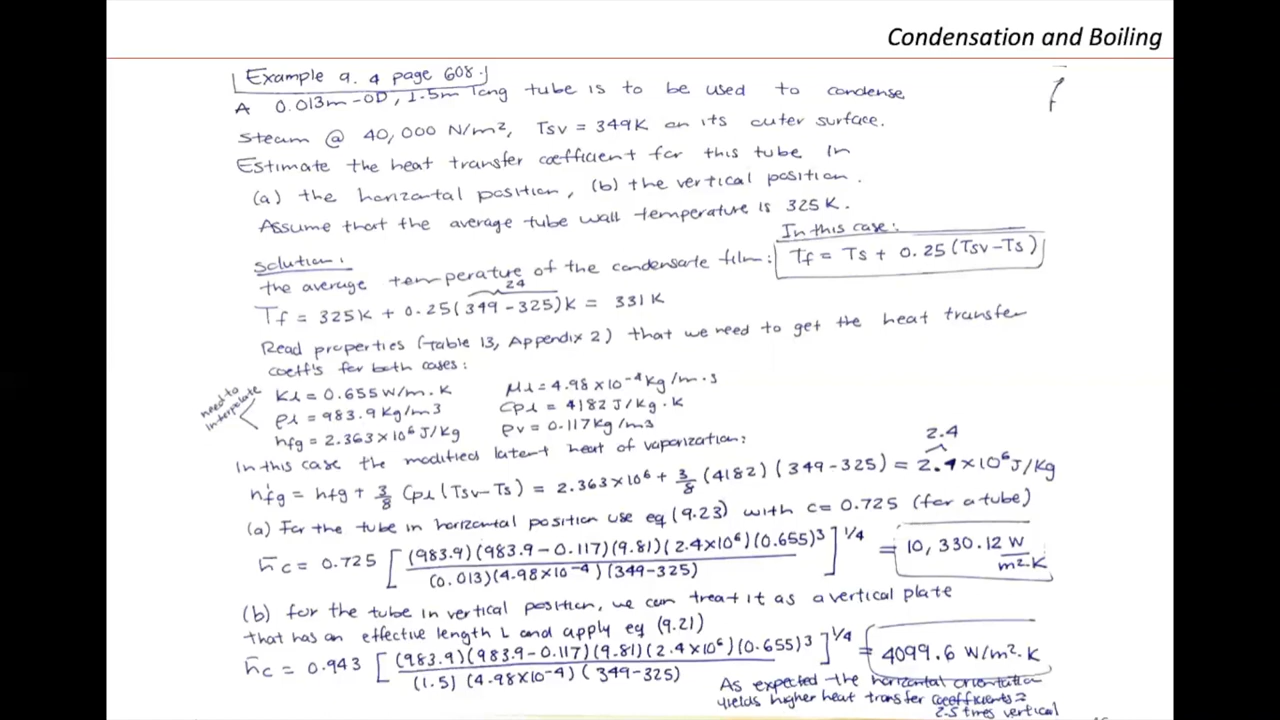 Condensation and Boiling
Example 9.4 page 608.
A 0.013m-OD, 1.5m long tube is to be used to condense
steam @ 40,000 N/m², Tsv = 349K on its outer surface.
Estimate the heat transfer coefficient for this tube in
(a) the horizontal position, (b) the vertical position.
Assume that the average tube wall temperature is 325 K.
In this case:
solution:
the average temperature of the condensate film: Tf = Ts + 0.25 (Tsv-Ts)
24
Tf = 325K + 0.25(349-325)K = 331 K
Read properties (Table 13, Appendix 2) that we need to get the heat transfer
coeff's for both cases:
need to
interpolate
Kl = 0.655 W/m.K μl = 4.98 x10⁻⁴ kg/m.s
ρl = 983.9 Kg/m3 Cpl = 4182 J/Kg.K
hfg = 2.363x10⁶ J/Kg ρv = 0.117 Kg/m3
In this case the modified latent heat of vaporization:
2.4
h'fg = hfg + 3/8 Cpl (Tsv-Ts) = 2.363x10⁶ + 3/8 (4182) (349-325) = 2.4x10⁶ J/Kg
(a) For the tube in horizontal position use eq (9.23) with c = 0.725 (for a tube)
h̄c = 0.725 [ (983.9)(983.9-0.117)(9.81)(2.4x10⁶)(0.655)³ / (0.013)(4.98x10⁻⁴)(349-325) ]^1/4 = 10,330.12 W/m².K
(b) for the tube in vertical position, we can treat it as a vertical plate
that has an effective length L and apply eq (9.21)
h̄c = 0.943 [ (983.9)(983.9-0.117)(9.81)(2.4x10⁶)(0.655)³ / (1.5)(4.98x10⁻⁴)(349-325) ]^1/4 = 4099.6 W/m².K
As expected the horizontal orientation
yields higher heat transfer coefficients =
2.5 times vertical